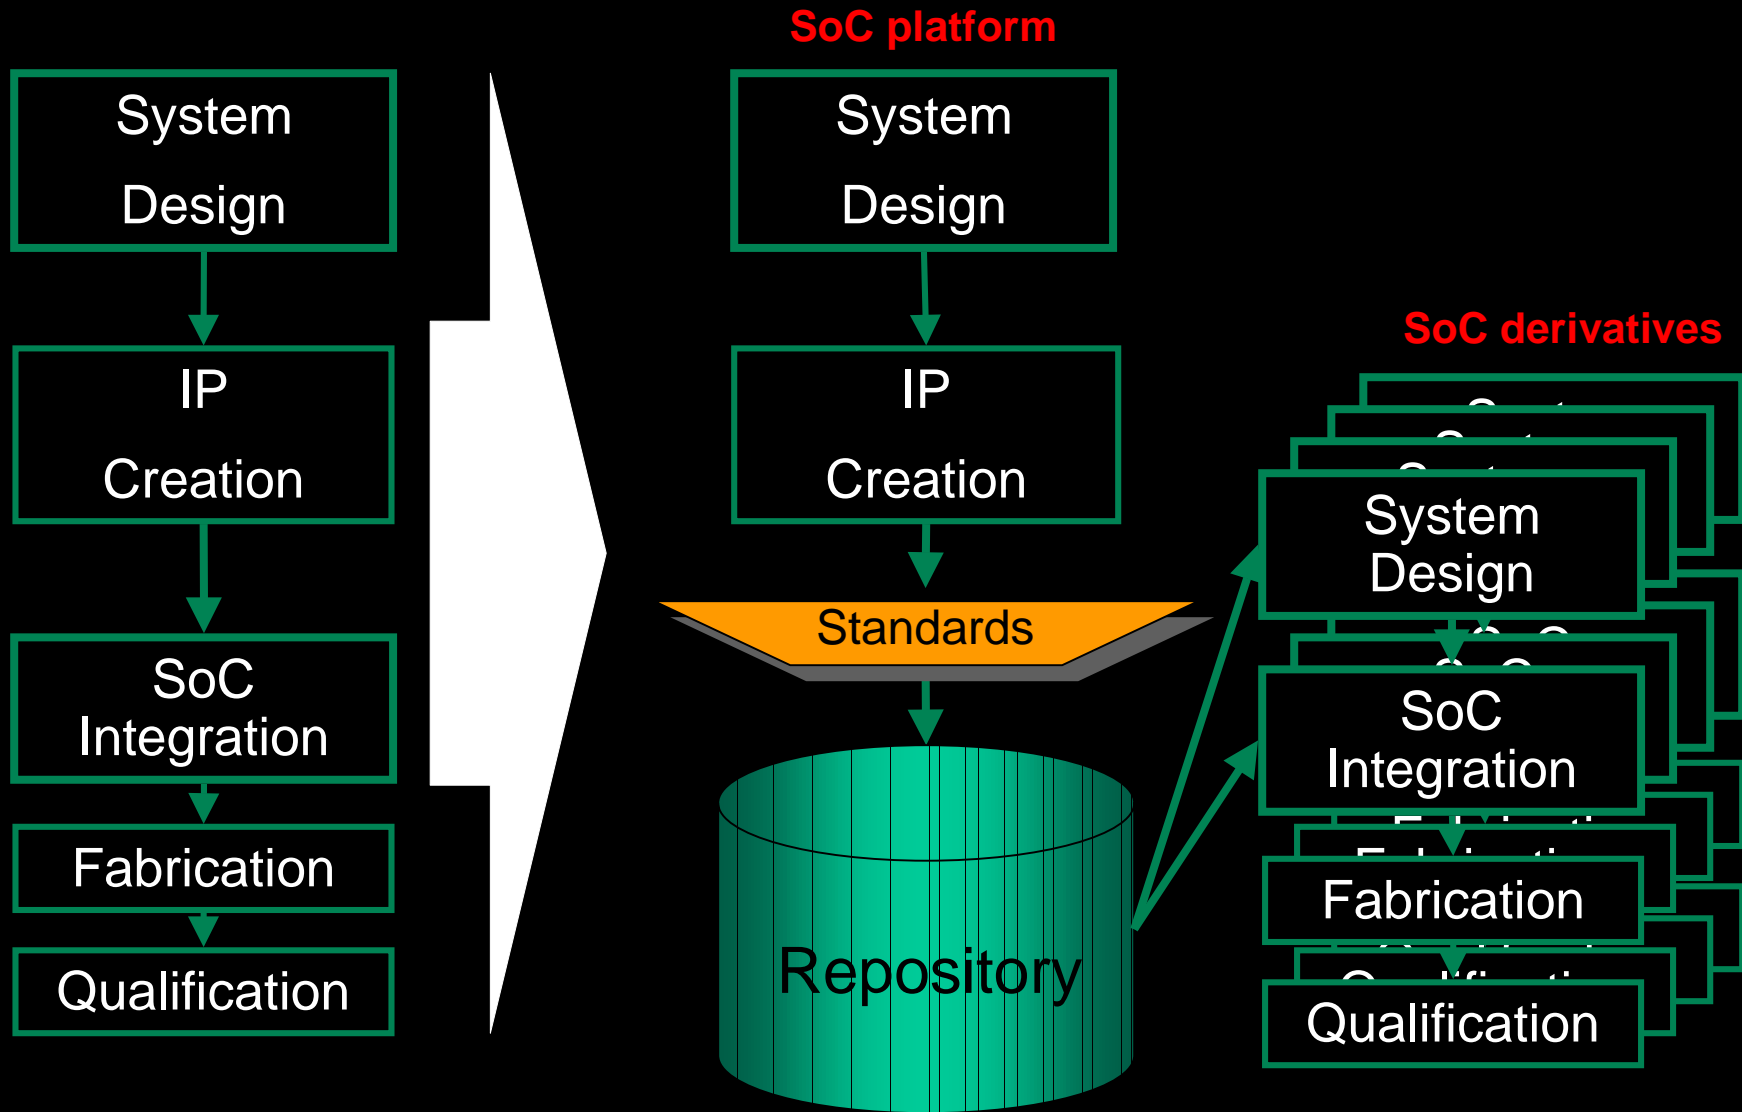 SoC platform
System
Design
IP
Creation
SoC
Integration
Fabrication
Qualification
System
Design
IP
Creation
Standards
Repository
SoC derivatives
System
Design
SoC
Integration
Fabrication
Qualification